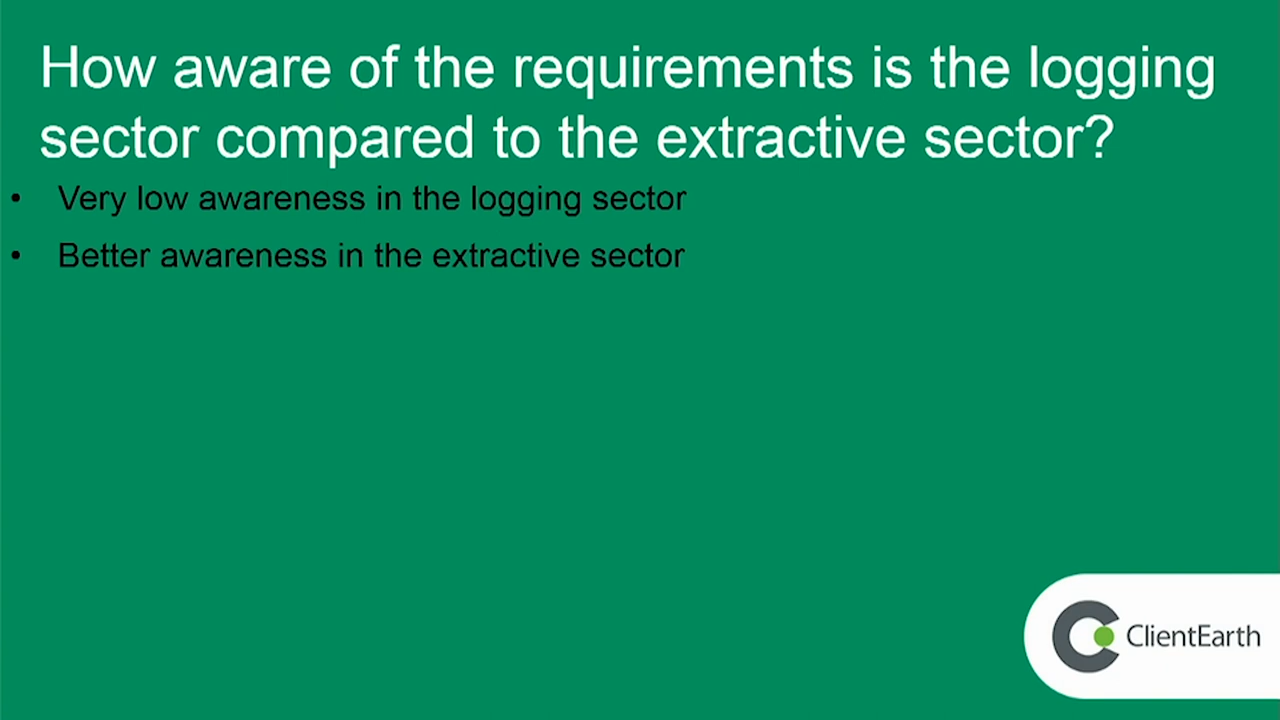 How aware of the requirements is the logging
sector compared to the extractive sector?
• Very low awareness in the logging sector
• Better awareness in the extractive sector
ClientEarth